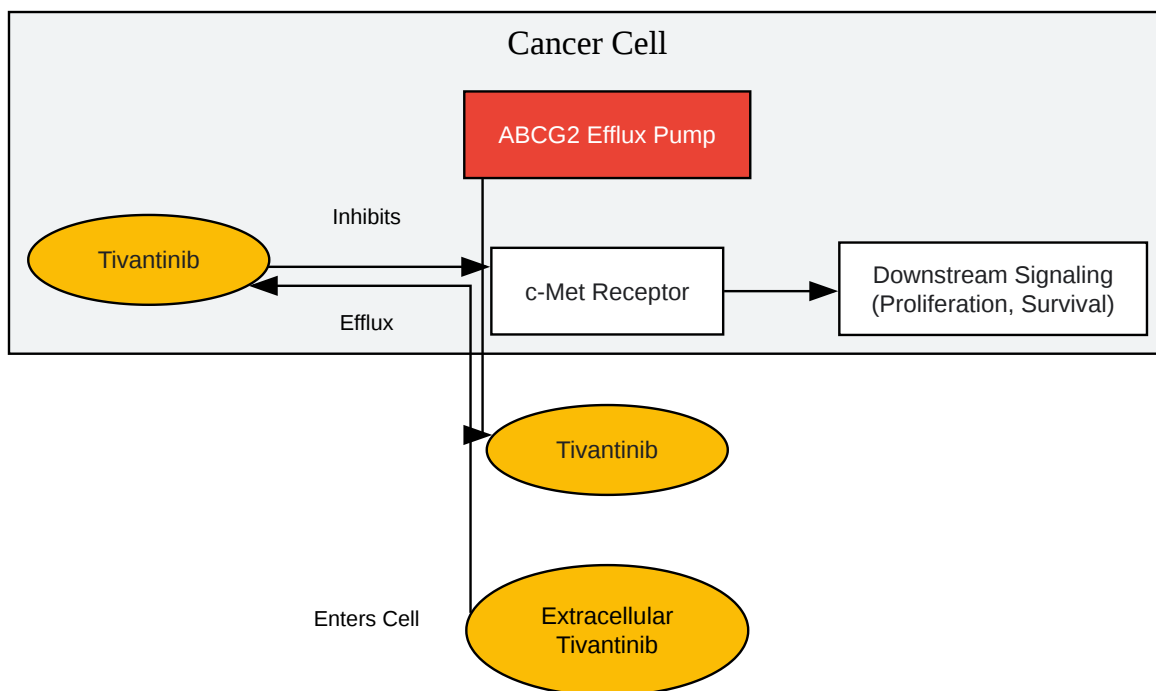 Cancer Cell
ABCG2 Efflux Pump
Inhibits
Tivantinib
c-Met Receptor
Downstream Signaling
(Proliferation, Survival)
Efflux
Tivantinib
Enters Cell
Extracellular
Tivantinib